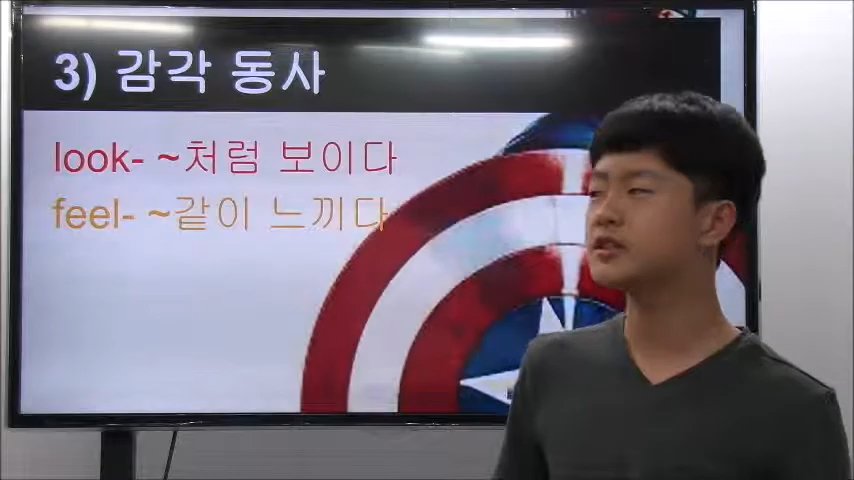 3) 감각 동사
look- ~처럼 보이다
feel- ~같이 느끼다